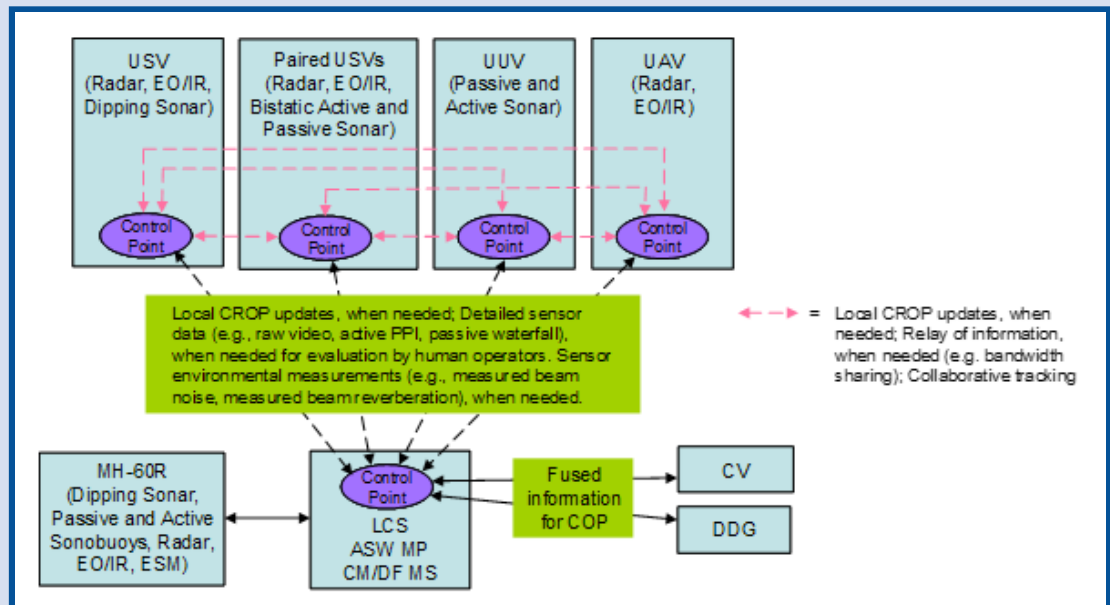 USV
(Radar, EO/IR,
Dipping Sonar)
Paired USVs
(Radar, EO/IR,
Bistatic Active and
Passive Sonar)
UUV
(Passive and
Active Sonar)
UAV
(Radar,
EO/IR)
Control
Point
Control
Point
Control
Point
Control
Point
Local CROP updates, when needed; Detailed sensor
data (e.g., raw video, active PPI, passive waterfall),
when needed for evaluation by human operators. Sensor
environmental measurements (e.g., measured beam
noise, measured beam reverberation), when needed.
= Local CROP updates, when
needed; Relay of information,
when needed (e.g. bandwidth
sharing); Collaborative tracking
MH-60R
(Dipping Sonar,
Passive and Active
Sonobuoys, Radar,
EO/IR, ESM)
Control
Point
LCS
ASW MP
CM/DF MS
Fused
information
for COP
CV
DDG